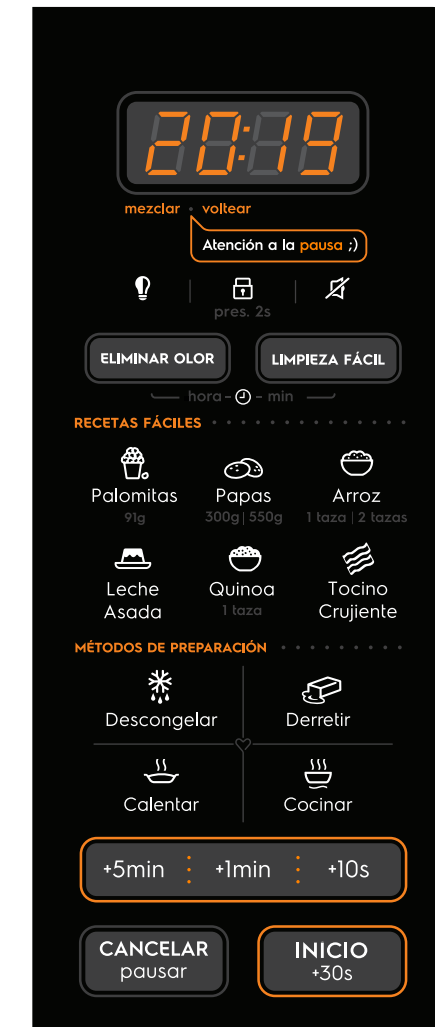 20:19
mezclar • voltear
Atención a la pausa ;)
pres. 2s
ELIMINAR OLOR LIMPIEZA FÁCIL
hora - - min
RECETAS FÁCILES
Palomitas Papas Arroz
91g 300g | 550g 1 taza | 2 tazas
Leche Asada Quinoa Tocino Crujiente
1 taza
MÉTODOS DE PREPARACIÓN
Descongelar Derretir
Calentar Cocinar
+5min +1min +10s
CANCELAR INICIO
pausar +30s